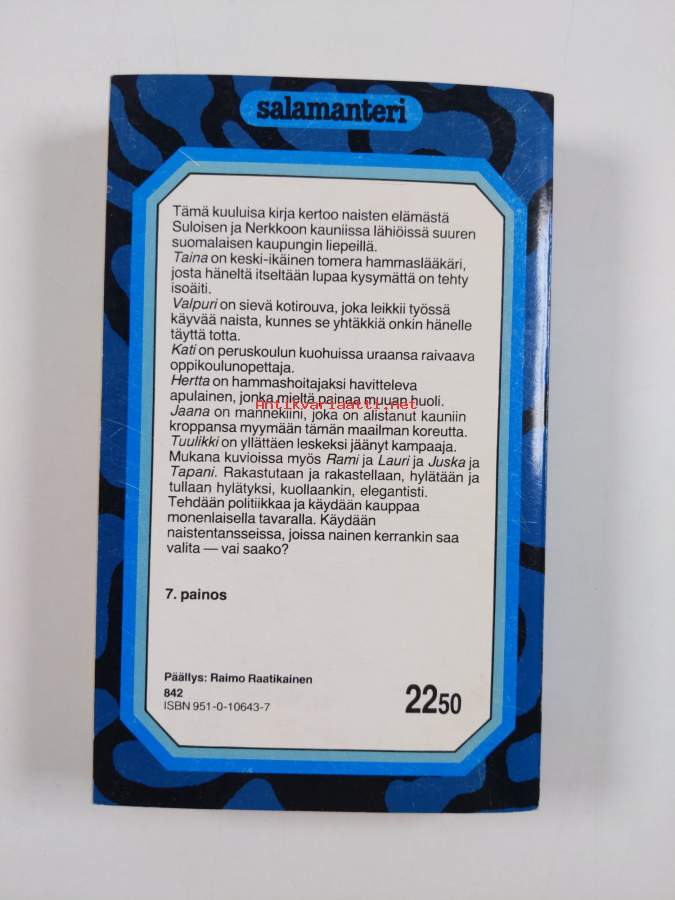 salamanteri
Tämä kuuluisa kirja kertoo naisten elämästä
Suloisen ja Nerkkoon kauniissa lähiöissä suuren
suomalaisen kaupungin liepeillä.
Taina on keski-ikäinen tomera hammaslääkäri,
josta häneltä itseltään lupaa kysymättä on tehty
isoäiti.
Valpuri on sievä kotirouva, joka leikkii työssä
käyvää naista, kunnes se yhtäkkiä onkin hänelle
täyttä totta.
Kati on peruskoulun kuohuissa uraansa raivaava
oppikoulunopettaja.
Hertta on hammashoitajaksi havitteleva
apulainen, jonka mieltä painaa muuan huoli.
Antikvariaatti.net
Jaana on mannekiini, joka on alistanut kauniin
kroppansa myymään tämän maailman koreutta.
Tuulikki on yllättäen leskeksi jäänyt kampaaja.
Mukana kuvioissa myös Rami ja Lauri ja Juska ja
Tapani. Rakastutaan ja rakastellaan, hylätään ja
tullaan hylätyksi, kuollaankin, elegantisti.
Tehdään politiikkaa ja käydään kauppaa
monenlaisella tavaralla. Käydään
naistentansseissa, joissa nainen kerrankin saa
valita — vai saako?
7. painos
Päällys: Raimo Raatikainen
842
ISBN 951-0-10643-7
2250